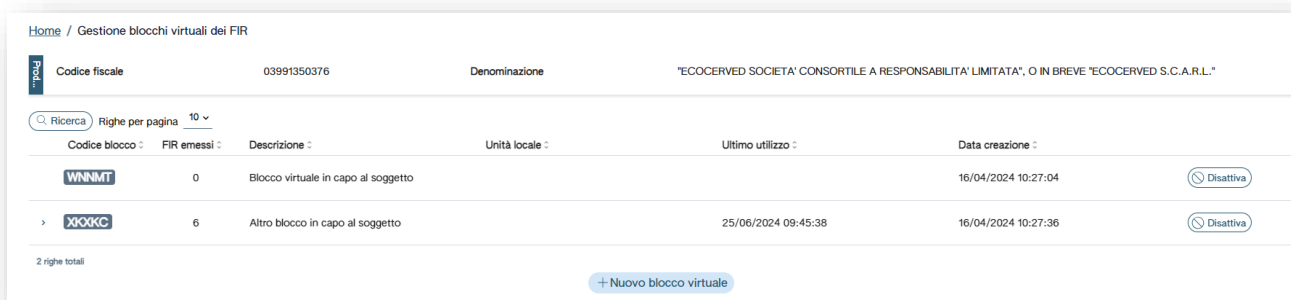 Home / Gestione blocchi virtuali dei FIR
Prod...
Codice fiscale 03991350376 Denominazione "ECOCERVED SOCIETA' CONSORTILE A RESPONSABILITA' LIMITATA", O IN BREVE "ECOCERVED S.C.A.R.L."
Ricerca Righe per pagina 10
Codice blocco FIR emessi Descrizione Unità locale Ultimo utilizzo Data creazione
WNNMT 0 Blocco virtuale in capo al soggetto 16/04/2024 10:27:04 Disattiva
XKXKC 6 Altro blocco in capo al soggetto 25/06/2024 09:45:38 16/04/2024 10:27:36 Disattiva
2 righe totali
+ Nuovo blocco virtuale